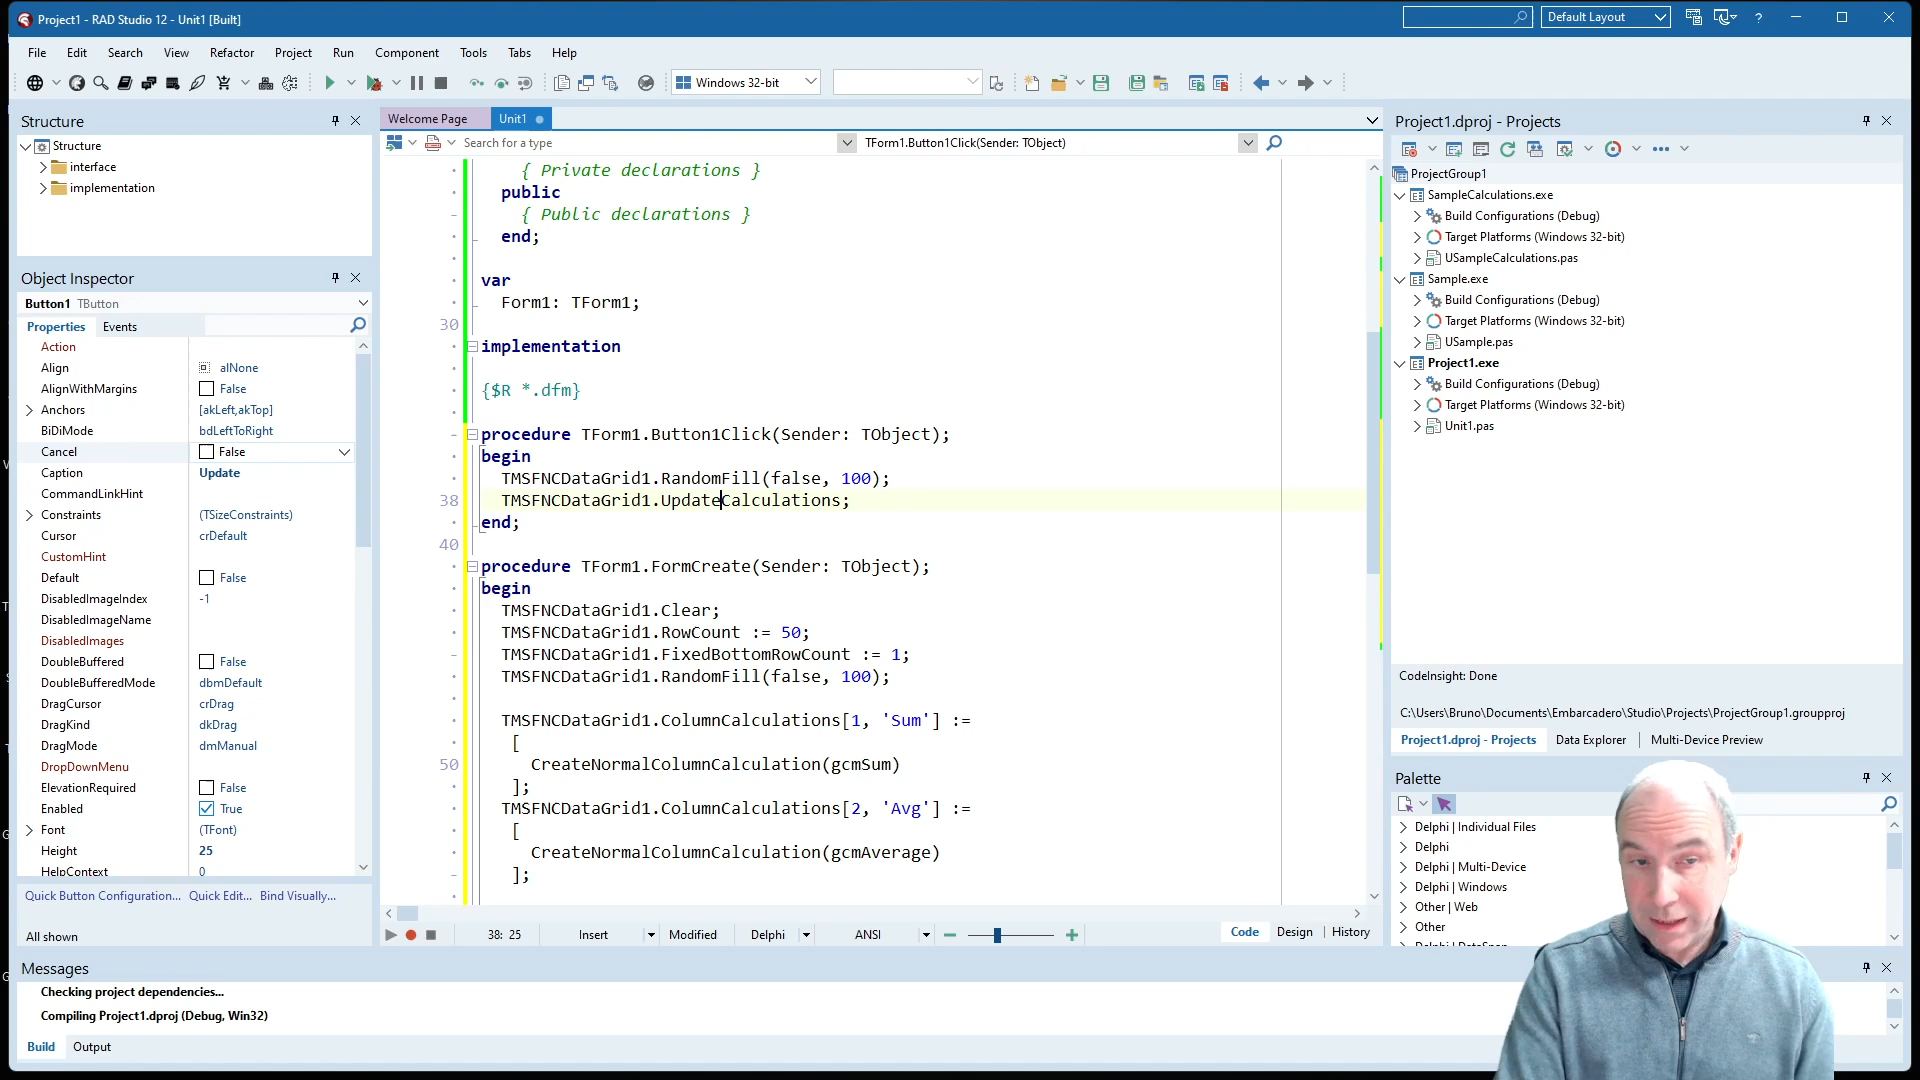 Project1 - RAD Studio 12 - Unit1 [Built]
Default Layout
?
File Edit Search View Refactor Project Run Component Tools Tabs Help
Windows 32-bit
Structure
Structure
interface
implementation
Object Inspector
Button1 TButton
Properties Events
Action
Align alNone
AlignWithMargins False
Anchors [akLeft,akTop]
BiDiMode bdLeftToRight
Cancel False
Caption Update
CommandLinkHint
Constraints (TSizeConstraints)
Cursor crDefault
CustomHint
Default False
DisabledImageIndex -1
DisabledImageName
DisabledImages
DoubleBuffered False
DoubleBufferedMode dbmDefault
DragCursor crDrag
DragKind dkDrag
DragMode dmManual
DropDownMenu
ElevationRequired False
Enabled True
Font (TFont)
Height 25
HelpContext 0
Quick Button Configuration... Quick Edit... Bind Visually...
All shown
Welcome Page Unit1
Search for a type TForm1.Button1Click(Sender: TObject)
{ Private declarations }
public
{ Public declarations }
end;
var
Form1: TForm1;
30
implementation
{$R *.dfm}
procedure TForm1.Button1Click(Sender: TObject);
begin
TMSFNCDataGrid1.RandomFill(false, 100);
38 TMSFNCDataGrid1.UpdateCalculations;
end;
40
procedure TForm1.FormCreate(Sender: TObject);
begin
TMSFNCDataGrid1.Clear;
TMSFNCDataGrid1.RowCount := 50;
TMSFNCDataGrid1.FixedBottomRowCount := 1;
TMSFNCDataGrid1.RandomFill(false, 100);
TMSFNCDataGrid1.ColumnCalculations[1, 'Sum'] :=
[
50 CreateNormalColumnCalculation(gcmSum)
];
TMSFNCDataGrid1.ColumnCalculations[2, 'Avg'] :=
[
CreateNormalColumnCalculation(gcmAverage)
];
38: 25 Insert Modified Delphi ANSI Code Design History
Project1.dproj - Projects
ProjectGroup1
SampleCalculations.exe
Build Configurations (Debug)
Target Platforms (Windows 32-bit)
USampleCalculations.pas
Sample.exe
Build Configurations (Debug)
Target Platforms (Windows 32-bit)
USample.pas
Project1.exe
Build Configurations (Debug)
Target Platforms (Windows 32-bit)
Unit1.pas
CodeInsight: Done
C:\Users\Bruno\Documents\Embarcadero\Studio\Projects\ProjectGroup1.groupproj
Project1.dproj - Projects Data Explorer Multi-Device Preview
Palette
Delphi | Individual Files
Delphi
Delphi | Multi-Device
Delphi | Windows
Other | Web
Other
Messages
Checking project dependencies...
Compiling Project1.dproj (Debug, Win32)
Build Output